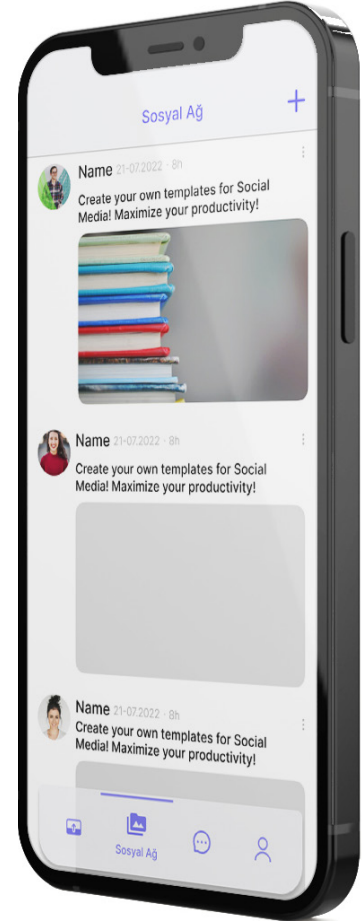 Sosyal Ağ
Name 21-07.2022 · 8h
Create your own templates for Social
Media! Maximize your productivity!
Name 21-07.2022 · 8h
Create your own templates for Social
Media! Maximize your productivity!
Name 21-07.2022 · 8h
Create your own templates for Social
Media! Maximize your productivity!
Sosyal Ağ